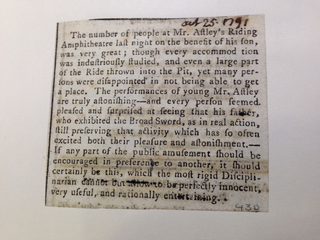 oct 25. 1791
The number of people at Mr. Astley's Riding
Amphitheatre last night on the benefit of his son,
was very great; though every accommod tion
was industriously studied, and even a large part
of the Ride thrown into the Pit, yet many per-
sons were disappointed in not being able to get
a place. The performances of young Mr. Astley
are truly astonishing—and every person seemed
pleased and surprised at seeing that his father,
who exhibited the Broad Sword, as in real action,
still preserving that activity which has so often
excited both their pleasure and astonishment.—
If any part of the public amusement should be
encouraged in preference to another, it should
certainly be this, which the most rigid Discipli-
narian cannot but allow to be perfectly innocent,
very useful, and rationally entertaining.